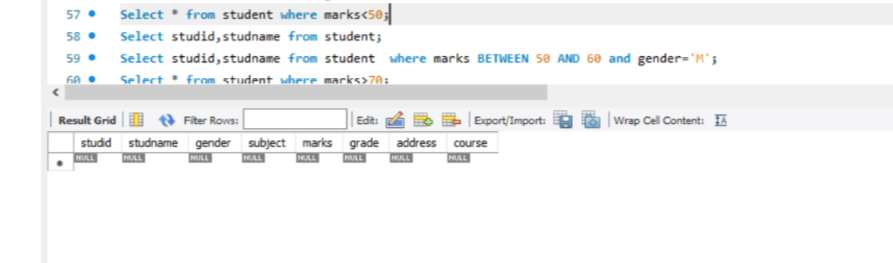 57 Select * from student where marks<50;
58 Select studid,studname from student;
59 Select studid,studname from student  where marks BETWEEN 50 AND 60 and gender='M';
60 Select * from student where marks>70;
Result Grid Filter Rows: Edit: Export/Import: Wrap Cell Content: IA
studid studname gender subject marks grade address course
NULL NULL NULL NULL NULL NULL NULL NULL